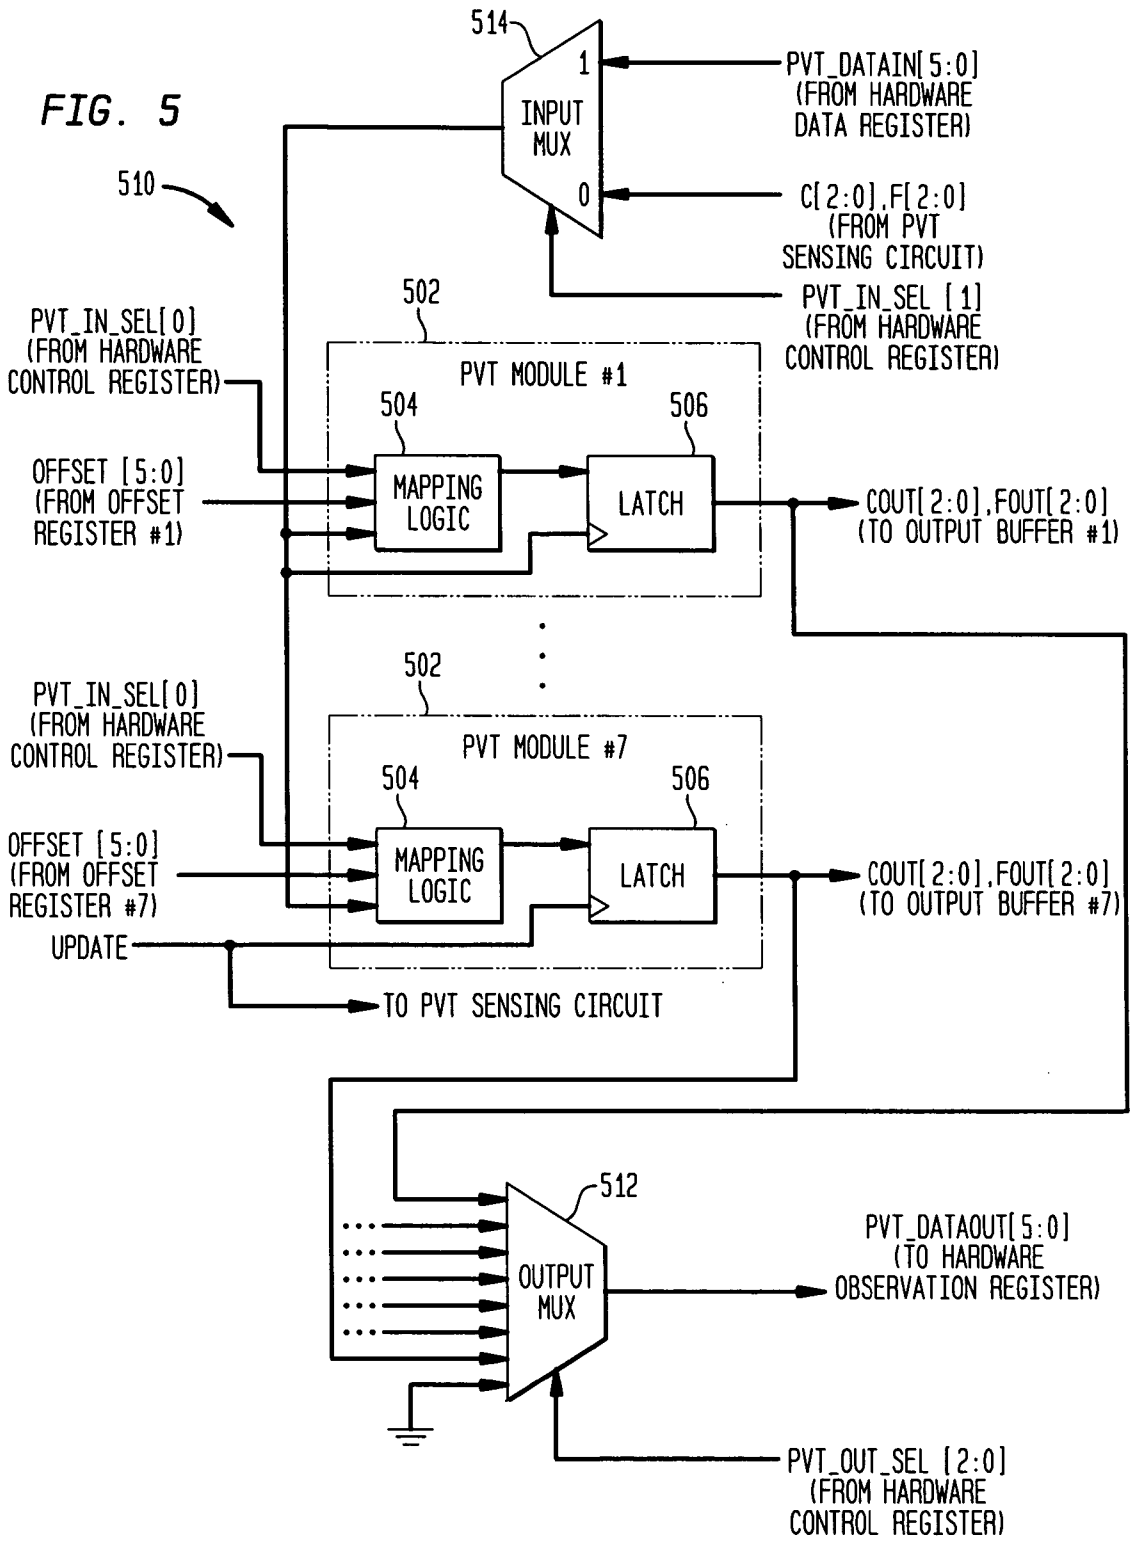 FIG. 5
510
514
1
INPUT
MUX
0
PVT_DATAIN[5:0]
(FROM HARDWARE
DATA REGISTER)
C[2:0],F[2:0]
(FROM PVT
SENSING CIRCUIT)
PVT_IN_SEL [1]
(FROM HARDWARE
CONTROL REGISTER)
PVT_IN_SEL[0]
(FROM HARDWARE
CONTROL REGISTER)
OFFSET [5:0]
(FROM OFFSET
REGISTER #1)
502
PVT MODULE #1
504
MAPPING
LOGIC
506
LATCH
COUT[2:0],FOUT[2:0]
(TO OUTPUT BUFFER #1)
PVT_IN_SEL[0]
(FROM HARDWARE
CONTROL REGISTER)
OFFSET [5:0]
(FROM OFFSET
REGISTER #7)
UPDATE
502
PVT MODULE #7
504
MAPPING
LOGIC
506
LATCH
COUT[2:0],FOUT[2:0]
(TO OUTPUT BUFFER #7)
TO PVT SENSING CIRCUIT
512
OUTPUT
MUX
PVT_DATAOUT[5:0]
(TO HARDWARE
OBSERVATION REGISTER)
PVT_OUT_SEL [2:0]
(FROM HARDWARE
CONTROL REGISTER)